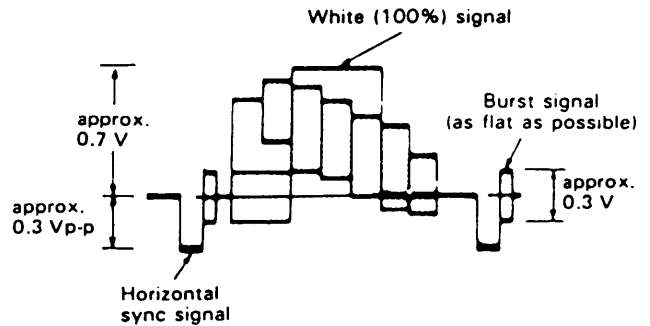 White (100%) signal
approx.
0.7 V
Burst signal
(as flat as possible)
approx.
0.3 V
approx.
0.3 Vp-p
Horizontal
sync signal